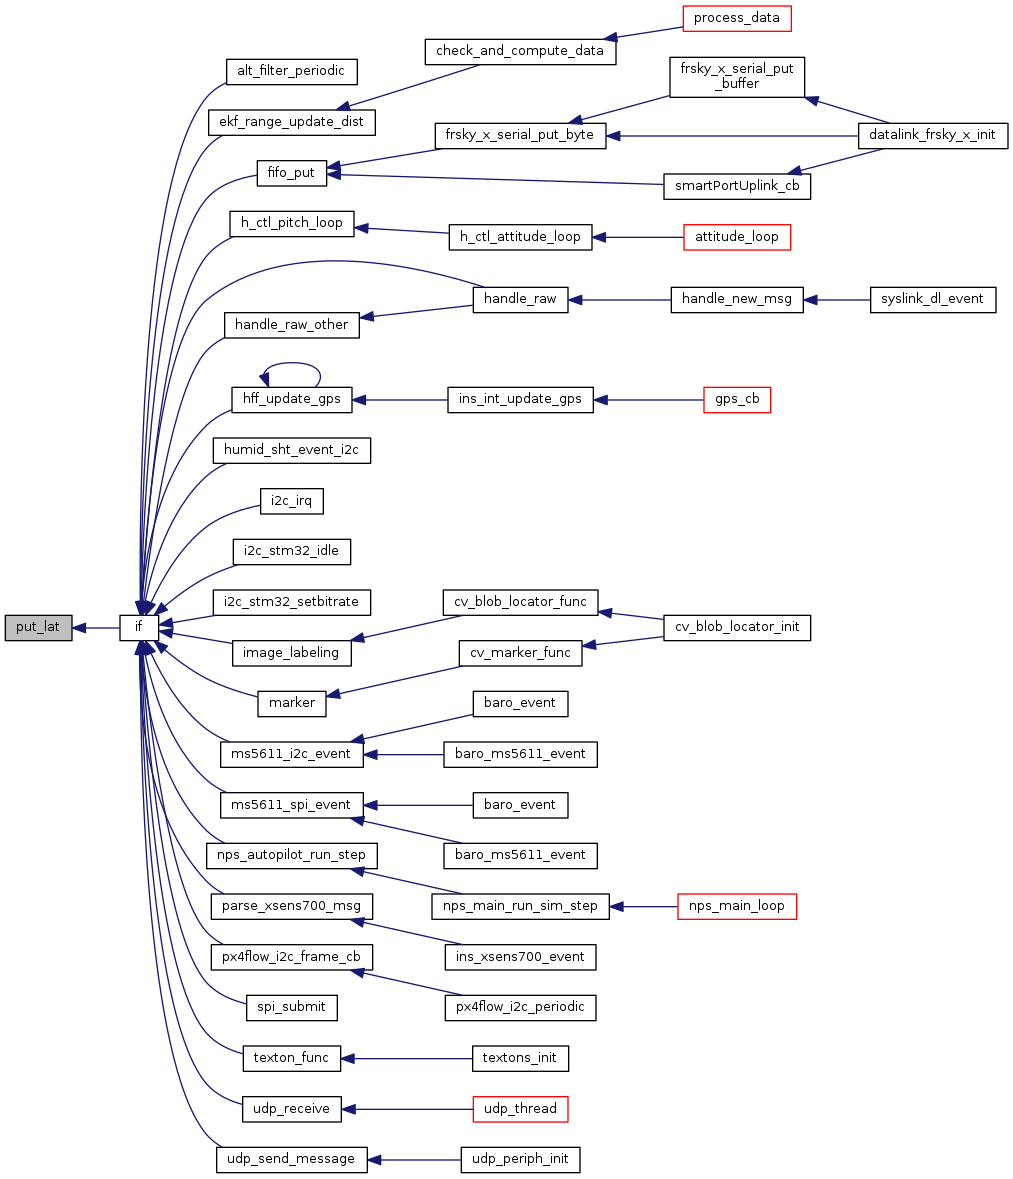 process_data
check_and_compute_data
alt_filter_periodic
frsky_x_serial_put
_buffer
ekf_range_update_dist
frsky_x_serial_put_byte
datalink_frsky_x_init
fifo_put
smartPortUplink_cb
h_ctl_pitch_loop
h_ctl_attitude_loop
attitude_loop
handle_raw
handle_new_msg
syslink_dl_event
handle_raw_other
hff_update_gps
ins_int_update_gps
gps_cb
humid_sht_event_i2c
i2c_irq
i2c_stm32_idle
i2c_stm32_setbitrate
cv_blob_locator_func
put_lat
if
cv_blob_locator_init
image_labeling
cv_marker_func
marker
baro_event
ms5611_i2c_event
baro_ms5611_event
ms5611_spi_event
baro_event
nps_autopilot_run_step
baro_ms5611_event
parse_xsens700_msg
nps_main_run_sim_step
nps_main_loop
px4flow_i2c_frame_cb
ins_xsens700_event
spi_submit
px4flow_i2c_periodic
texton_func
textons_init
udp_receive
udp_thread
udp_send_message
udp_periph_init